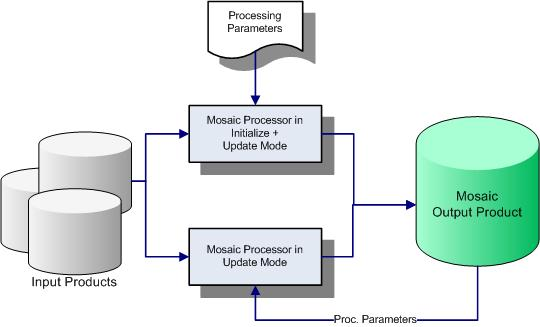 Processing
Parameters
Mosaic Processor in
Initialize +
Update Mode
Mosaic
Output Product
Mosaic Processor in
Update Mode
Input Products
Proc. Parameters